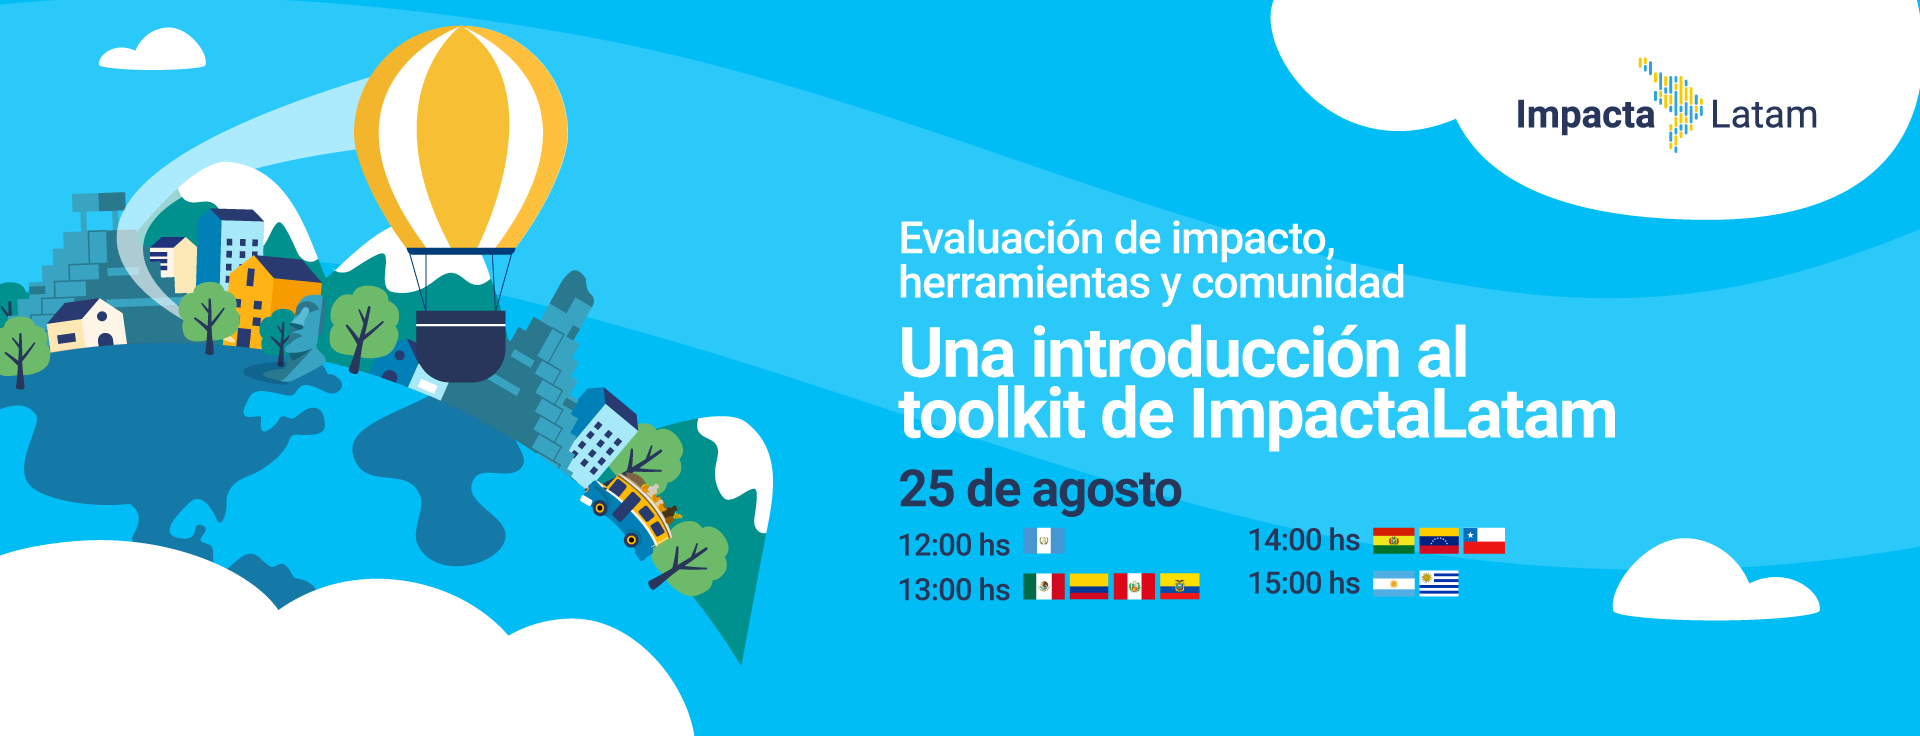 Impacta Latam
Evaluación de impacto,
herramientas y comunidad
Una introducción al
toolkit de ImpactaLatam
25 de agosto
12:00 hs
13:00 hs
14:00 hs
15:00 hs